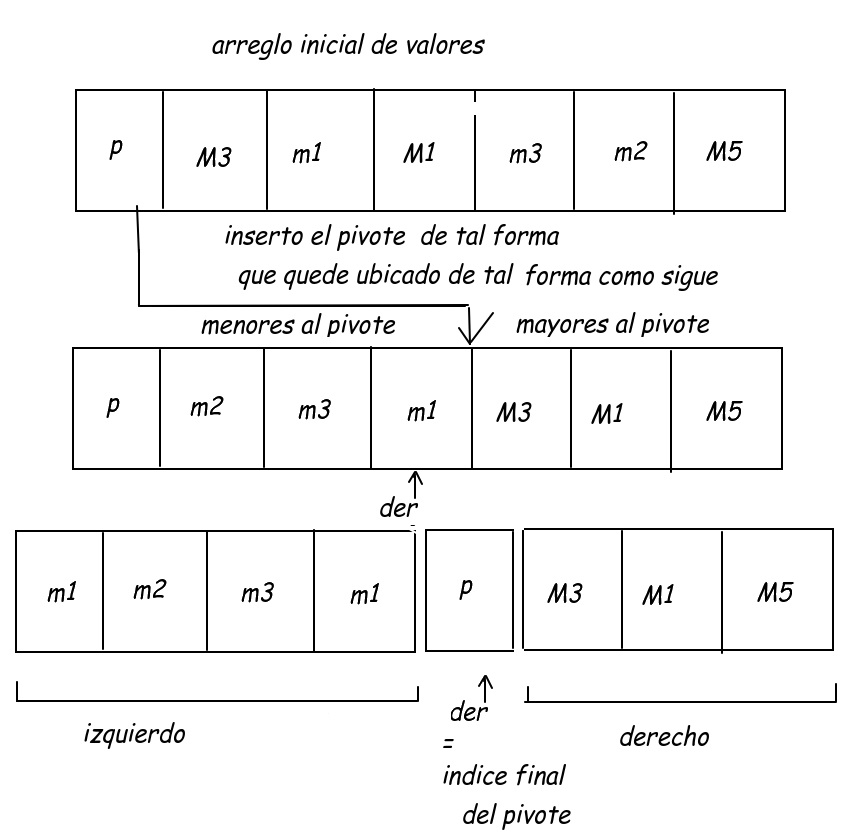 arreglo inicial de valores
p M3 m1 M1 m3 m2 M5
inserto el pivote de tal forma
que quede ubicado de tal forma como sigue
menores al pivote mayores al pivote
p m2 m3 m1 M3 M1 M5
der
m1 m2 m3 m1 p M3 M1 M5
izquierdo der derecho
=
indice final
del pivote